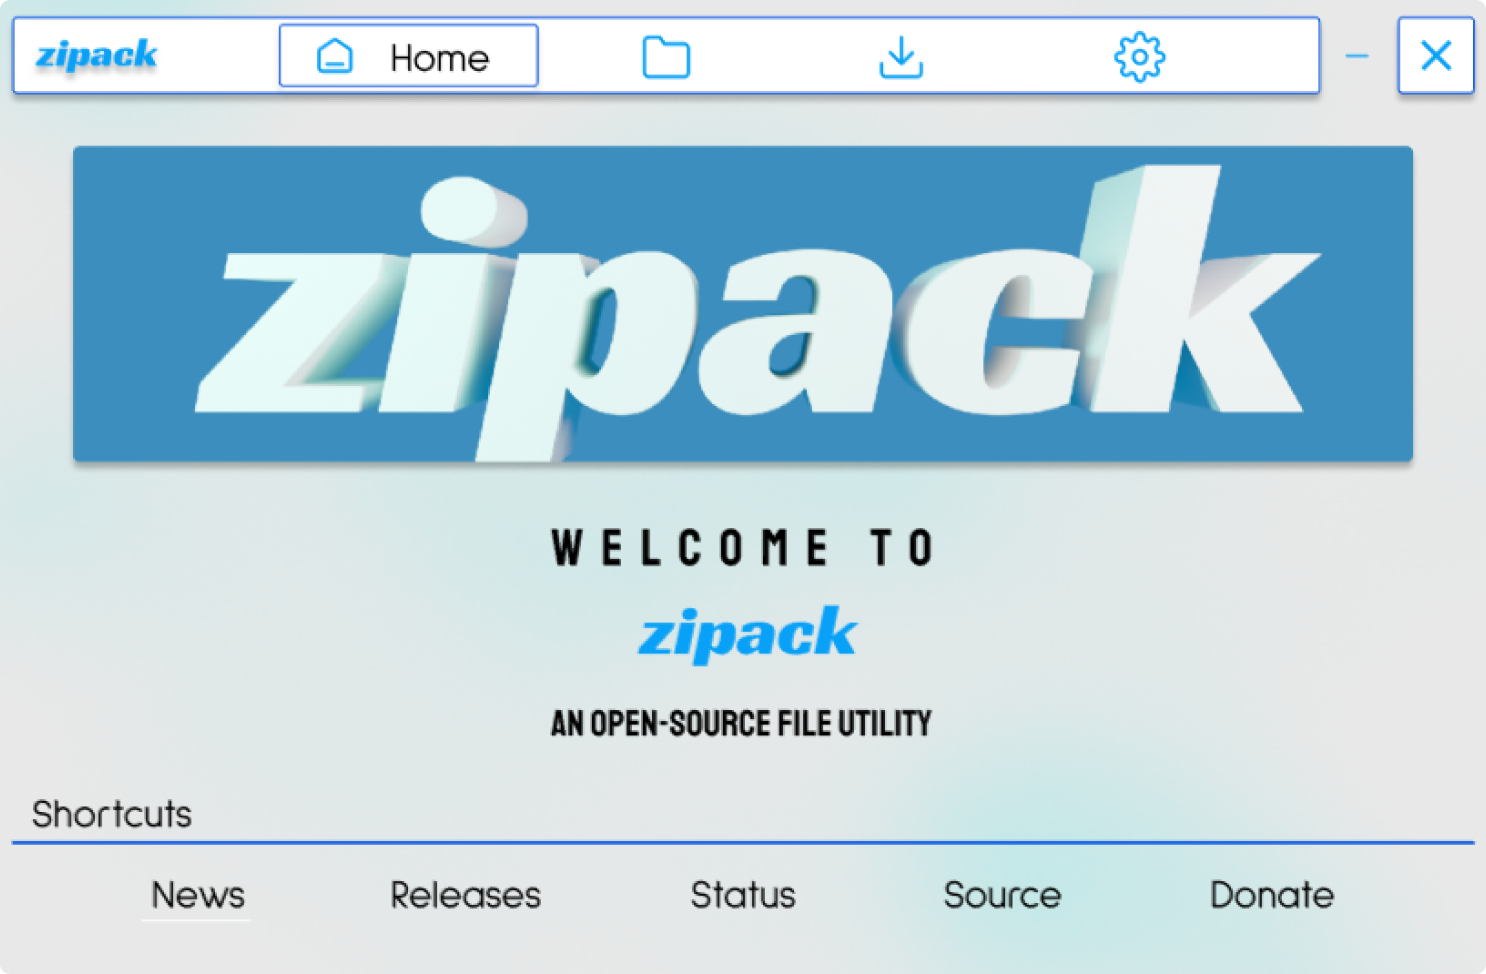 zipack Home
zipack
WELCOME TO
zipack
AN OPEN-SOURCE FILE UTILITY
Shortcuts
News Releases Status Source Donate